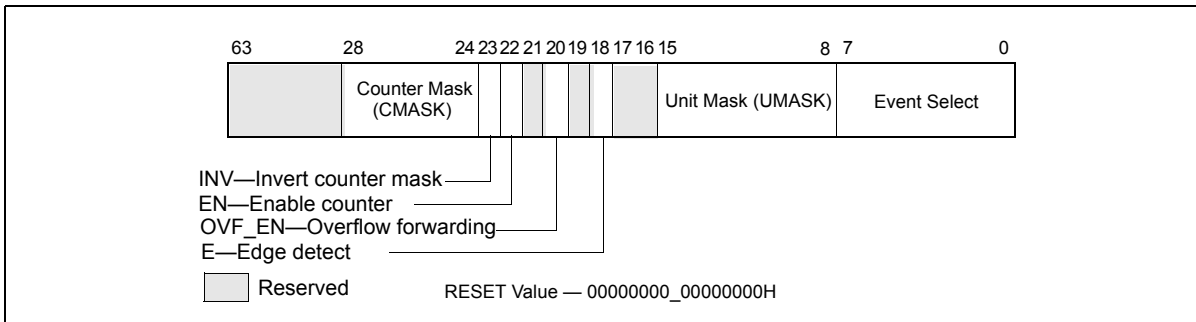 63 28 24 23 22 21 20 19 18 17 16 15 8 7 0
Counter Mask
(CMASK)
Unit Mask (UMASK)
Event Select
INV—Invert counter mask
EN—Enable counter
OVF_EN—Overflow forwarding
E—Edge detect
Reserved
RESET Value — 00000000_00000000H